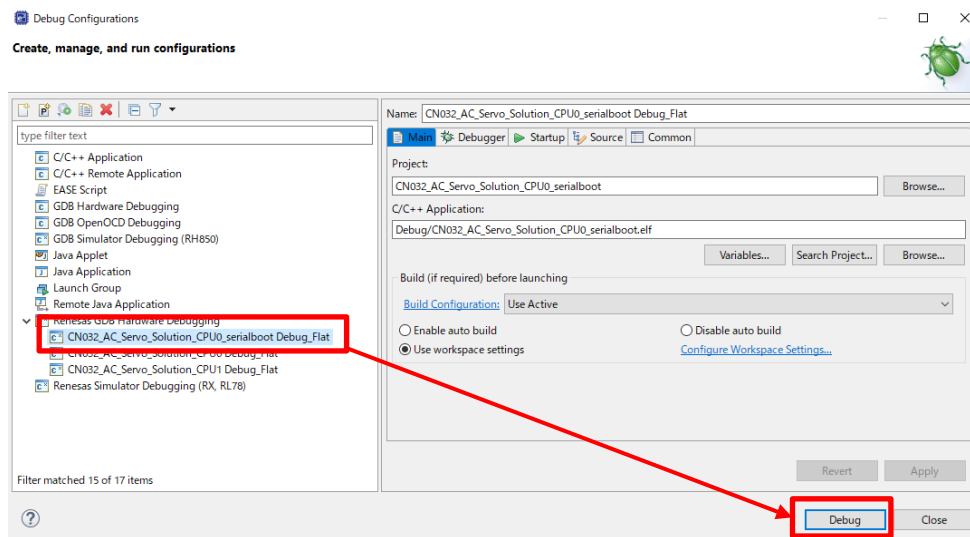 Debug Configurations
Create, manage, and run configurations
type filter text
C/C++ Application
C/C++ Remote Application
EASE Script
GDB Hardware Debugging
GDB OpenOCD Debugging
GDB Simulator Debugging (RH850)
Java Applet
Java Application
Launch Group
Remote Java Application
Renesas GDB Hardware Debugging
CN032_AC_Servo_Solution_CPU0_serialboot Debug_Flat
CN032_AC_Servo_Solution_CPU0 Debug_Flat
CN032_AC_Servo_Solution_CPU1 Debug_Flat
Renesas Simulator Debugging (RX, RL78)
Filter matched 15 of 17 items
Name: CN032_AC_Servo_Solution_CPU0_serialboot Debug_Flat
Main Debugger Startup Source Common
Project:
CN032_AC_Servo_Solution_CPU0_serialboot Browse...
C/C++ Application:
Debug/CN032_AC_Servo_Solution_CPU0_serialboot.elf
Variables... Search Project... Browse...
Build (if required) before launching
Build Configuration: Use Active
Enable auto build Disable auto build
Use workspace settings Configure Workspace Settings...
Revert Apply
Debug Close